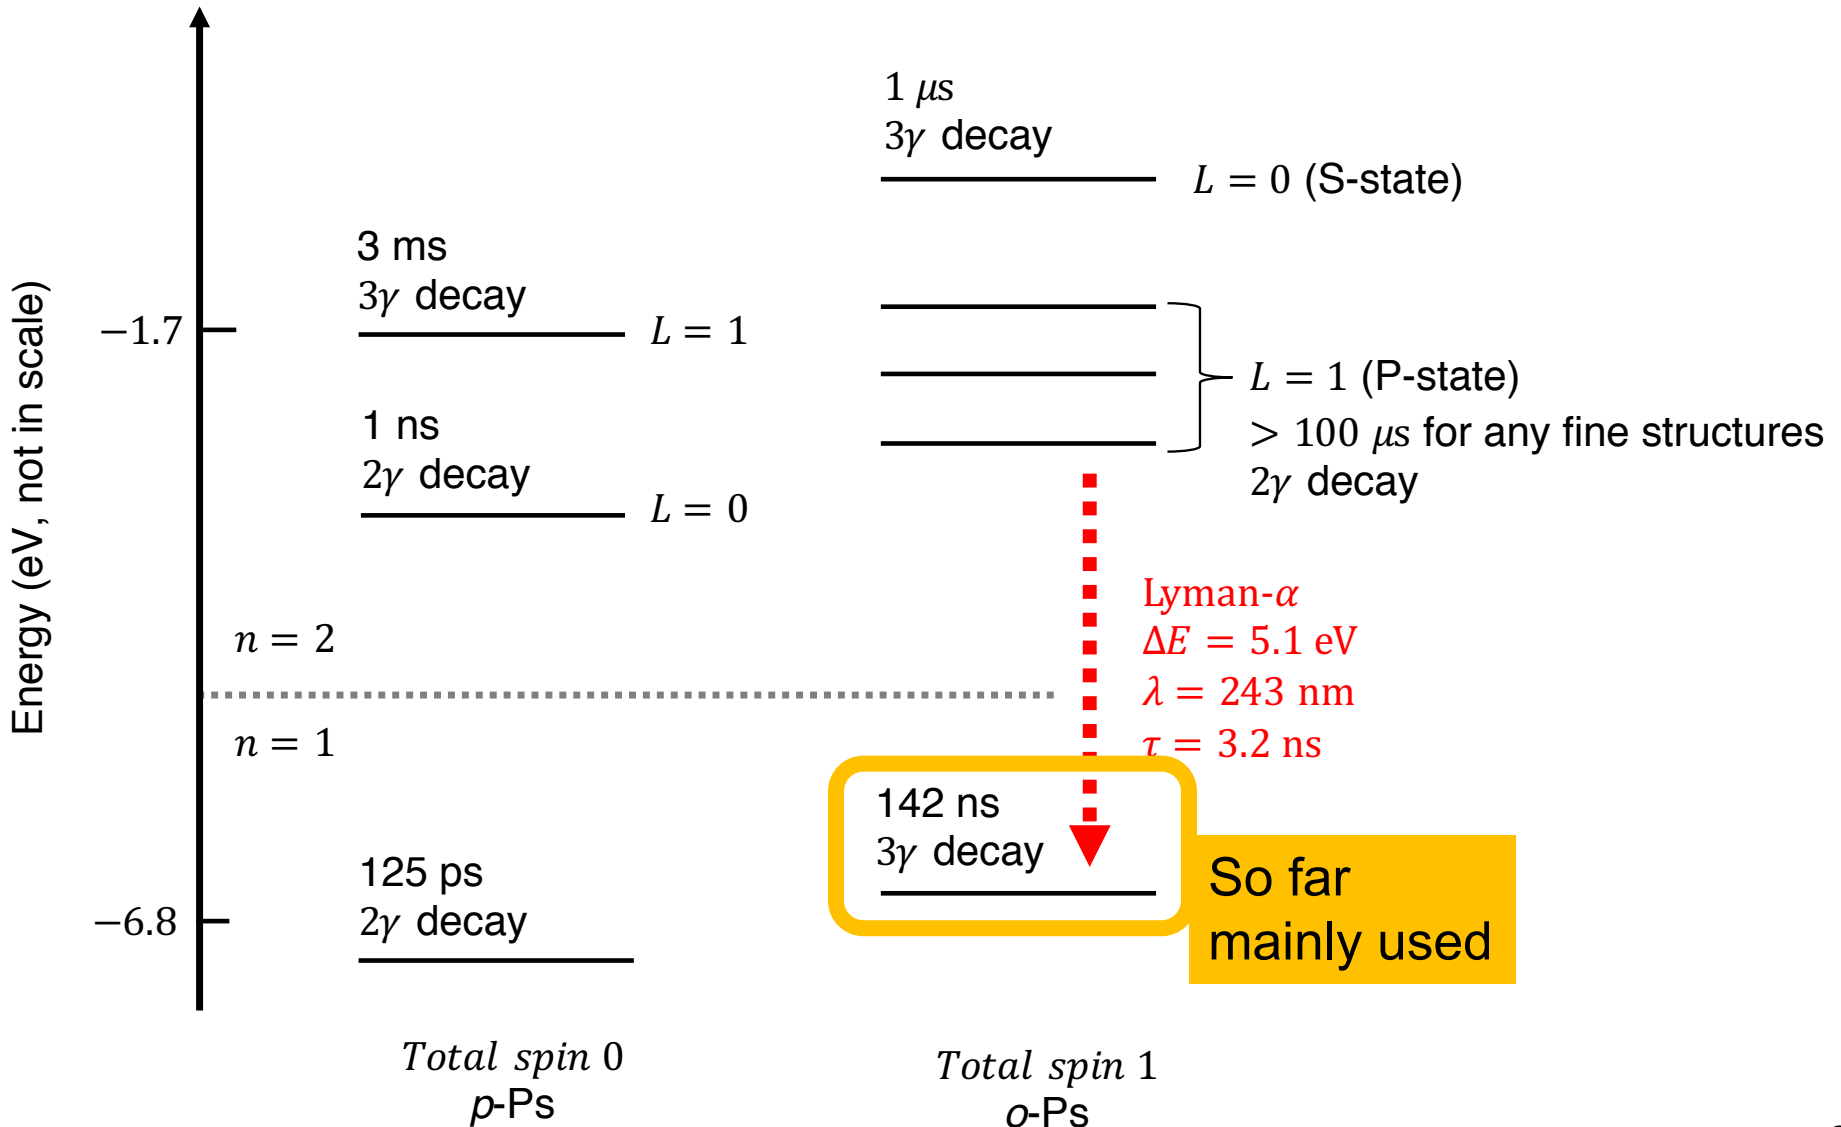 Energy (eV, not in scale)
−1.7
−6.8
n = 2
n = 1
3 ms
3γ decay
L = 1
1 ns
2γ decay
L = 0
125 ps
2γ decay
Total spin 0
p-Ps
1 μs
3γ decay
L = 0 (S-state)
L = 1 (P-state)
> 100 μs for any fine structures
2γ decay
Lyman-α
ΔE = 5.1 eV
λ = 243 nm
τ = 3.2 ns
142 ns
3γ decay
So far
mainly used
Total spin 1
o-Ps